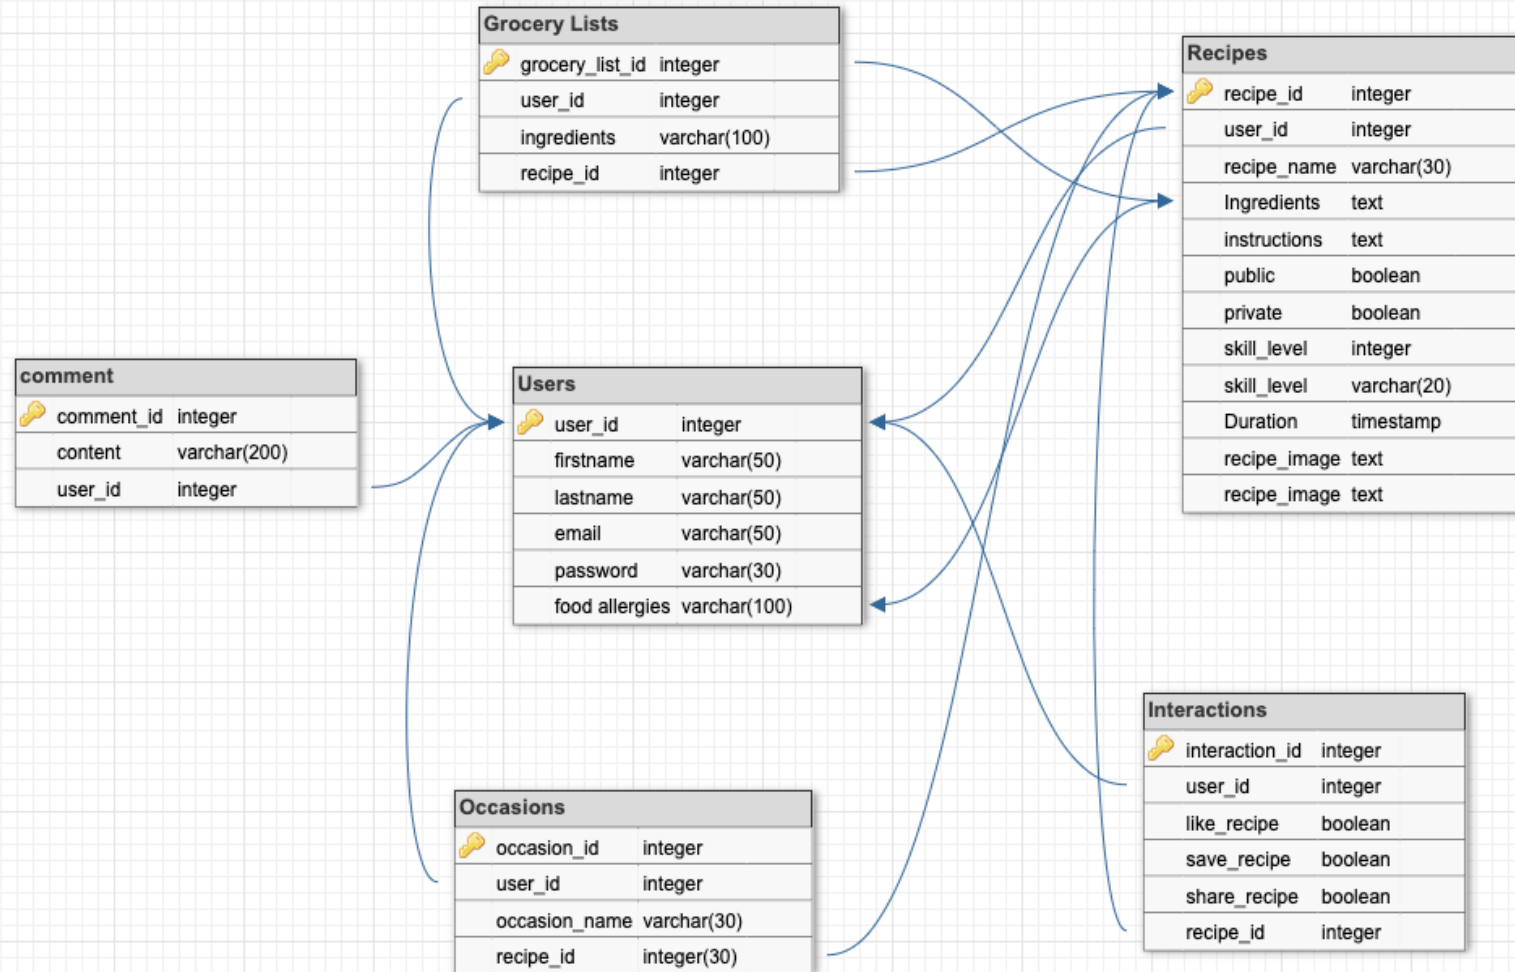 Grocery Lists
grocery_list_id integer
user_id integer
ingredients varchar(100)
recipe_id integer
Recipes
recipe_id integer
user_id integer
recipe_name varchar(30)
Ingredients text
instructions text
public boolean
private boolean
skill_level integer
skill_level varchar(20)
Duration timestamp
recipe_image text
recipe_image text
comment
comment_id integer
content varchar(200)
user_id integer
Users
user_id integer
firstname varchar(50)
lastname varchar(50)
email varchar(50)
password varchar(30)
food allergies varchar(100)
Interactions
interaction_id integer
user_id integer
like_recipe boolean
save_recipe boolean
share_recipe boolean
recipe_id integer
Occasions
occasion_id integer
user_id integer
occasion_name varchar(30)
recipe_id integer(30)